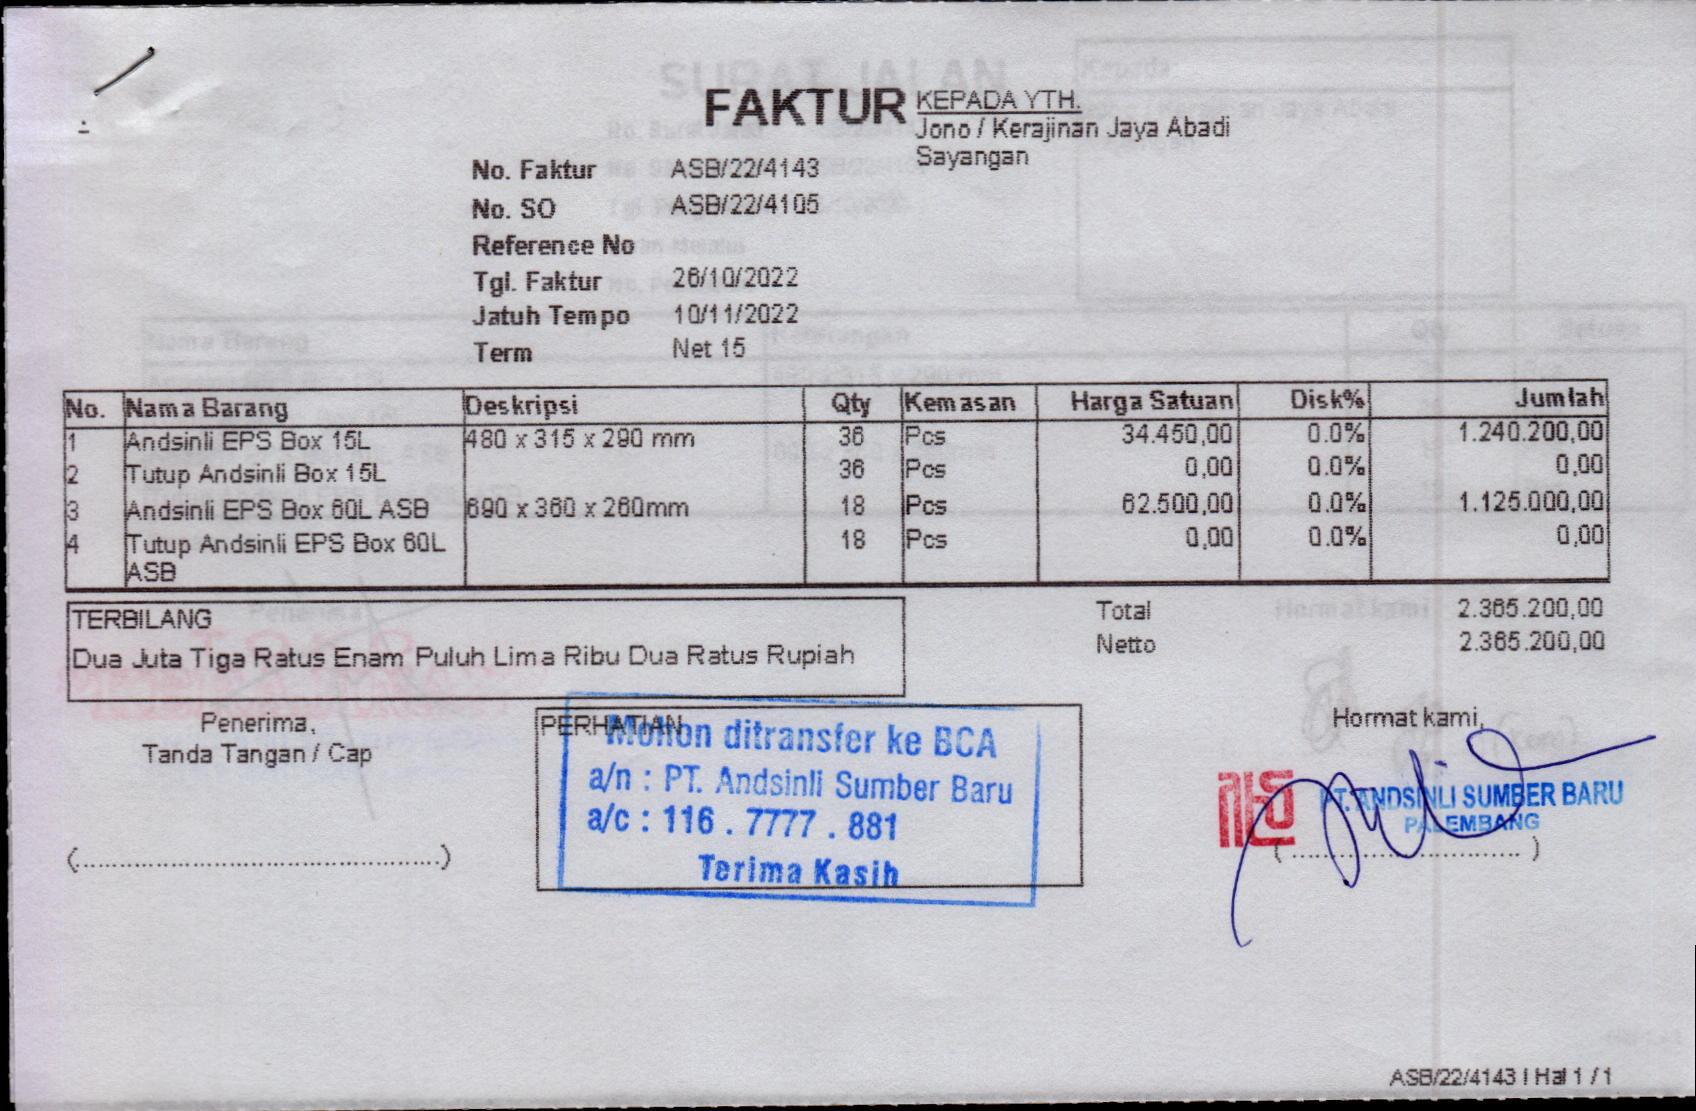 FAKTUR
KEPADA YTH.
Jono / Kerajinan Jaya Abadi
Sayangan
No. Faktur ASB/22/4143
No. SO ASB/22/4105
Reference No
Tgl. Faktur 26/10/2022
Jatuh Tempo 10/11/2022
Term Net 15
No. Nama Barang Deskripsi Qty Kemasan Harga Satuan Disk% Jumlah
1 Andsinli EPS Box 15L 480 x 315 x 290 mm 36 Pcs 34.450,00 0.0% 1.240.200,00
2 Tutup Andsinli Box 15L 36 Pcs 0,00 0.0% 0,00
3 Andsinli EPS Box 60L ASB 690 x 360 x 260mm 18 Pcs 62.500,00 0.0% 1.125.000,00
4 Tutup Andsinli EPS Box 60L 18 Pcs 0,00 0.0% 0,00
ASB
TERBILANG
Dua Juta Tiga Ratus Enam Puluh Lima Ribu Dua Ratus Rupiah
Total 2.365.200,00
Netto 2.365.200,00
Penerima,
Tanda Tangan / Cap
(............................................)
PERHATIAN
Mohon ditransfer ke BCA
a/n : PT. Andsinli Sumber Baru
a/c : 116 . 7777 . 881
Terima Kasih
Hormat kami,
PT. ANDSINLI SUMBER BARU
PALEMBANG
( .............................. )
ASB/22/4143 | Hal 1 / 1